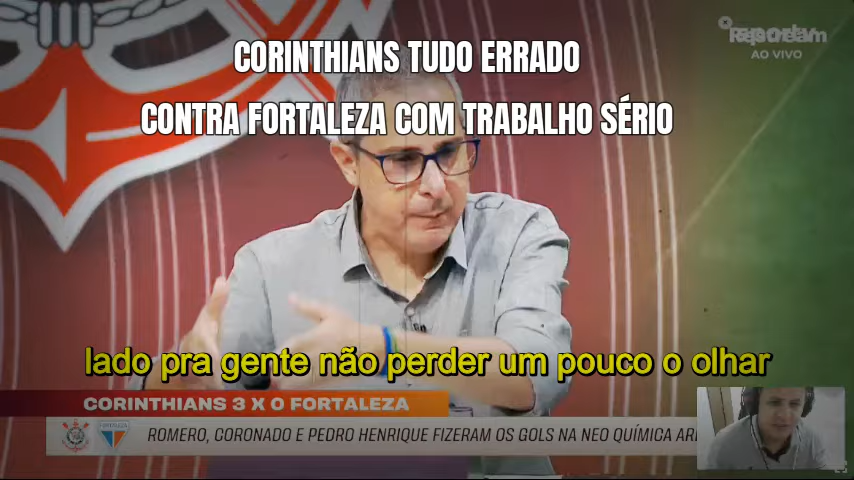 AO VIVO
CORINTHIANS TUDO ERRADO
CONTRA FORTALEZA COM TRABALHO SÉRIO
lado pra gente não perder um pouco o olhar
CORINTHIANS 3 X 0 FORTALEZA
ROMERO, CORONADO E PEDRO HENRIQUE FIZERAM OS GOLS NA NEO QUÍMICA